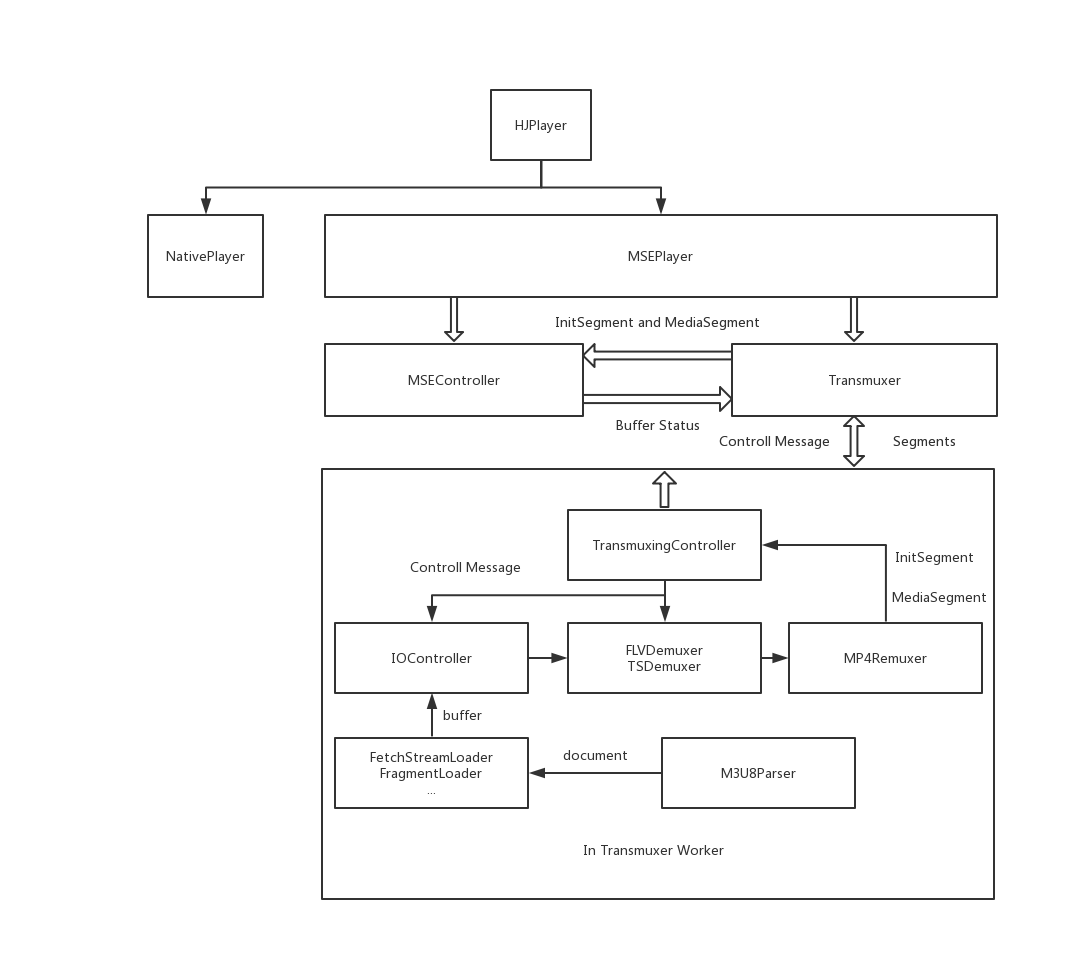 HJPlayer
NativePlayer
MSEPlayer
InitSegment and MediaSegment
MSEController
Transmuxer
Buffer Status
Controll Message
Segments
TransmuxingController
Controll Message
InitSegment
MediaSegment
IOController
FLVDemuxer
TSDemuxer
MP4Remuxer
buffer
FetchStreamLoader
FragmentLoader
...
document
M3U8Parser
In Transmuxer Worker